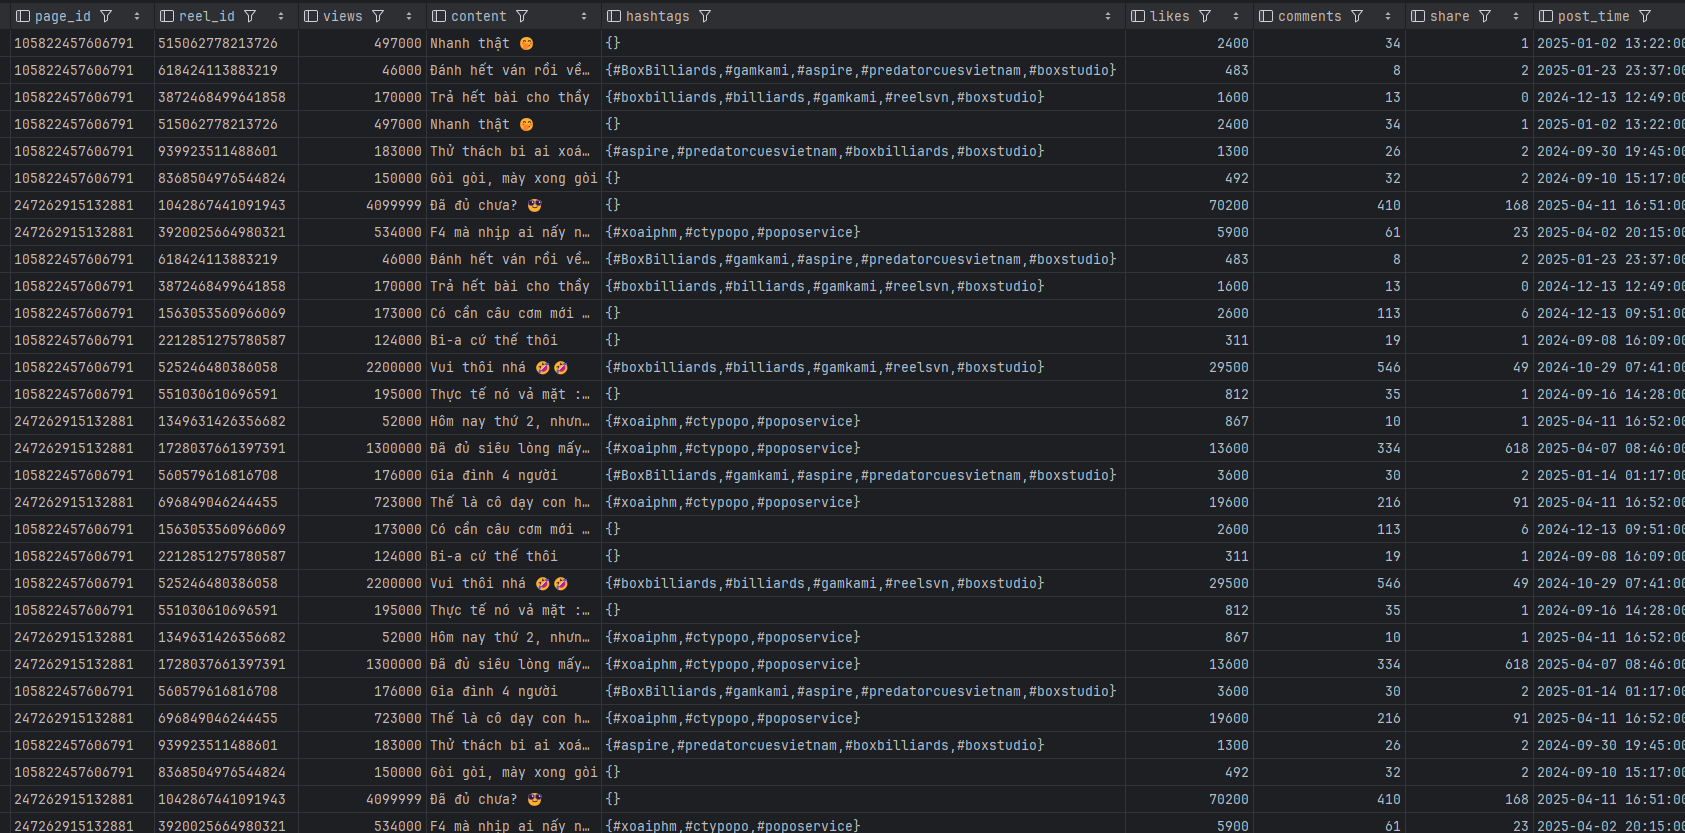 page_id reel_id views content hashtags likes comments share post_time
105822457606791 515062778213726 497000 Nhanh thật 🤭 {} 2400 34 1 2025-01-02 13:22:00
105822457606791 618424113883219 46000 Đánh hết ván rồi về… {#BoxBilliards,#gamkami,#aspire,#predatorcuesvietnam,#boxstudio} 483 8 2 2025-01-23 23:37:00
105822457606791 3872468499641858 170000 Trả hết bài cho thầy {#boxbilliards,#billiards,#gamkami,#reelsvn,#boxstudio} 1600 13 0 2024-12-13 12:49:00
105822457606791 515062778213726 497000 Nhanh thật 🤭 {} 2400 34 1 2025-01-02 13:22:00
105822457606791 939923511488601 183000 Thử thách bi ai xoá… {#aspire,#predatorcuesvietnam,#boxbilliards,#boxstudio} 1300 26 2 2024-09-30 19:45:00
105822457606791 8368504976544824 150000 Gòi gòi, mày xong gòi {} 492 32 2 2024-09-10 15:17:00
247262915132881 1042867441091943 4099999 Đã đủ chưa? 😎 {} 70200 410 168 2025-04-11 16:51:00
247262915132881 3920025664980321 534000 F4 mà nhịp ai nấy n… {#xoaiphm,#ctypopo,#poposervice} 5900 61 23 2025-04-02 20:15:00
105822457606791 618424113883219 46000 Đánh hết ván rồi về… {#BoxBilliards,#gamkami,#aspire,#predatorcuesvietnam,#boxstudio} 483 8 2 2025-01-23 23:37:00
105822457606791 3872468499641858 170000 Trả hết bài cho thầy {#boxbilliards,#billiards,#gamkami,#reelsvn,#boxstudio} 1600 13 0 2024-12-13 12:49:00
105822457606791 1563053560966069 173000 Có cần câu cơm mới … {} 2600 113 6 2024-12-13 09:51:00
105822457606791 2212851275780587 124000 Bi-a cứ thế thôi {} 311 19 1 2024-09-08 16:09:00
105822457606791 525246480386058 2200000 Vui thôi nhá 🤣🤣 {#boxbilliards,#billiards,#gamkami,#reelsvn,#boxstudio} 29500 546 49 2024-10-29 07:41:00
105822457606791 551030610696591 195000 Thực tế nó vả mặt :… {} 812 35 1 2024-09-16 14:28:00
247262915132881 1349631426356682 52000 Hôm nay thứ 2, nhưn… {#xoaiphm,#ctypopo,#poposervice} 867 10 1 2025-04-11 16:52:00
247262915132881 1728037661397391 1300000 Đã đủ siêu lòng mấy… {#xoaiphm,#ctypopo,#poposervice} 13600 334 618 2025-04-07 08:46:00
105822457606791 560579616816708 176000 Gia đình 4 người {#BoxBilliards,#gamkami,#aspire,#predatorcuesvietnam,#boxstudio} 3600 30 2 2025-01-14 01:17:00
247262915132881 696849046244455 723000 Thế là cô dạy con h… {#xoaiphm,#ctypopo,#poposervice} 19600 216 91 2025-04-11 16:52:00
105822457606791 1563053560966069 173000 Có cần câu cơm mới … {} 2600 113 6 2024-12-13 09:51:00
105822457606791 2212851275780587 124000 Bi-a cứ thế thôi {} 311 19 1 2024-09-08 16:09:00
105822457606791 525246480386058 2200000 Vui thôi nhá 🤣🤣 {#boxbilliards,#billiards,#gamkami,#reelsvn,#boxstudio} 29500 546 49 2024-10-29 07:41:00
105822457606791 551030610696591 195000 Thực tế nó vả mặt :… {} 812 35 1 2024-09-16 14:28:00
247262915132881 1349631426356682 52000 Hôm nay thứ 2, nhưn… {#xoaiphm,#ctypopo,#poposervice} 867 10 1 2025-04-11 16:52:00
247262915132881 1728037661397391 1300000 Đã đủ siêu lòng mấy… {#xoaiphm,#ctypopo,#poposervice} 13600 334 618 2025-04-07 08:46:00
105822457606791 560579616816708 176000 Gia đình 4 người {#BoxBilliards,#gamkami,#aspire,#predatorcuesvietnam,#boxstudio} 3600 30 2 2025-01-14 01:17:00
247262915132881 696849046244455 723000 Thế là cô dạy con h… {#xoaiphm,#ctypopo,#poposervice} 19600 216 91 2025-04-11 16:52:00
105822457606791 939923511488601 183000 Thử thách bi ai xoá… {#aspire,#predatorcuesvietnam,#boxbilliards,#boxstudio} 1300 26 2 2024-09-30 19:45:00
105822457606791 8368504976544824 150000 Gòi gòi, mày xong gòi {} 492 32 2 2024-09-10 15:17:00
247262915132881 1042867441091943 4099999 Đã đủ chưa? 😎 {} 70200 410 168 2025-04-11 16:51:00
247262915132881 3920025664980321 534000 F4 mà nhịp ai nấy n… {#xoaiphm,#ctypopo,#poposervice} 5900 61 23 2025-04-02 20:15:00